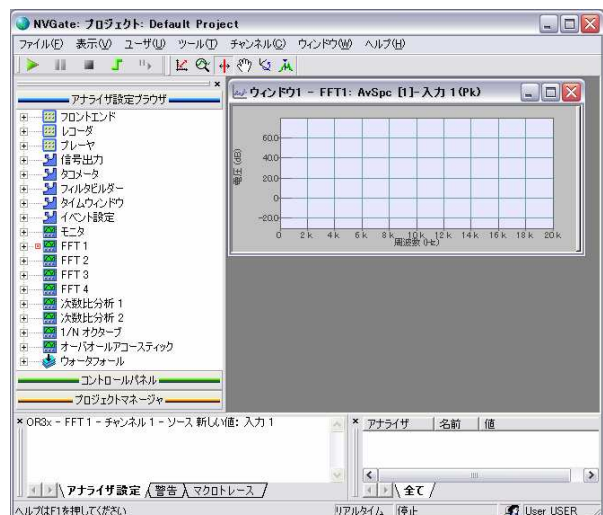 NVGate: プロジェクト: Default Project
ファイル(F) 表示(V) ユーザ(U) ツール(T) チャンネル(C) ウィンドウ(W) ヘルプ(H)
アナライザ設定ブラウザ
フロントエンド
レコーダ
プレーヤ
信号出力
タコメータ
フィルタビルダー
タイムウィンドウ
イベント設定
モニタ
FFT 1
FFT 2
FFT 3
FFT 4
次数比分析 1
次数比分析 2
1/N オクターブ
オーバオールアコースティック
ウォータフォール
コントロールパネル
プロジェクトマネージャ
ウィンドウ1 - FFT1: AvSpc [1]-入力 1(Pk)
電圧 (dB)
60.0
40.0
20.0
0
-20.0
0 2 k 4 k 6 k 8 k 10 k 12 k 14 k 16 k 18 k 20 k
周波数 (Hz)
OR3x - FFT 1 - チャンネル 1 - ソース 新しい値: 入力 1
アナライザ設定 警告 マクロトレース
アナライザ 名前 値
全て
ヘルプはF1を押してください リアルタイム 停止 User USER